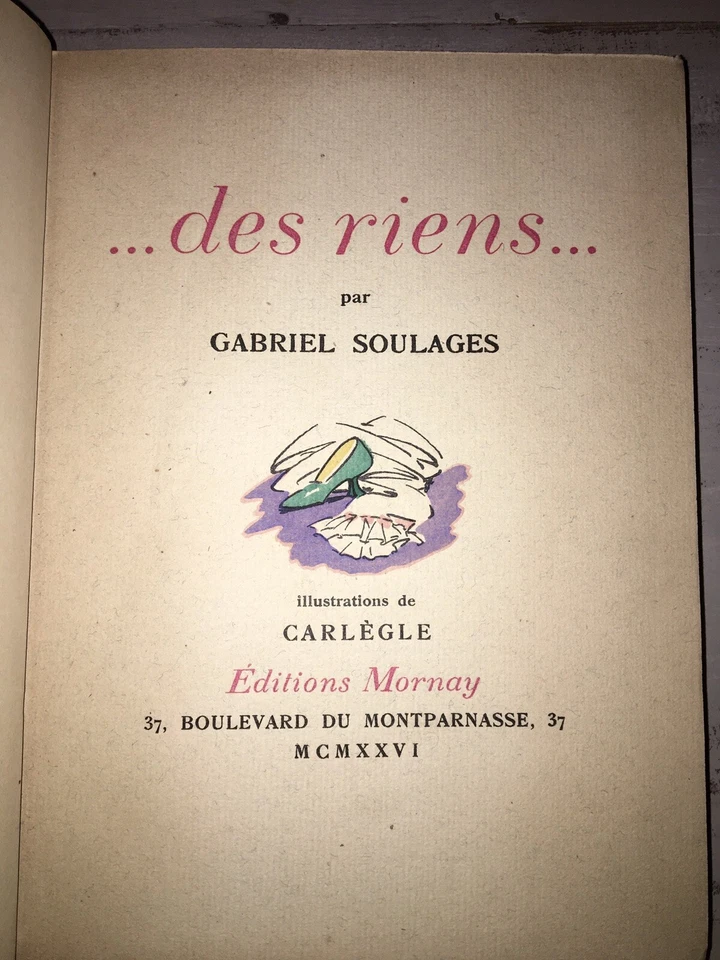 ...des riens...
par
GABRIEL SOULAGES
illustrations de
CARLÈGLE
Éditions Mornay
37, BOULEVARD DU MONTPARNASSE, 37
MCMXXVI